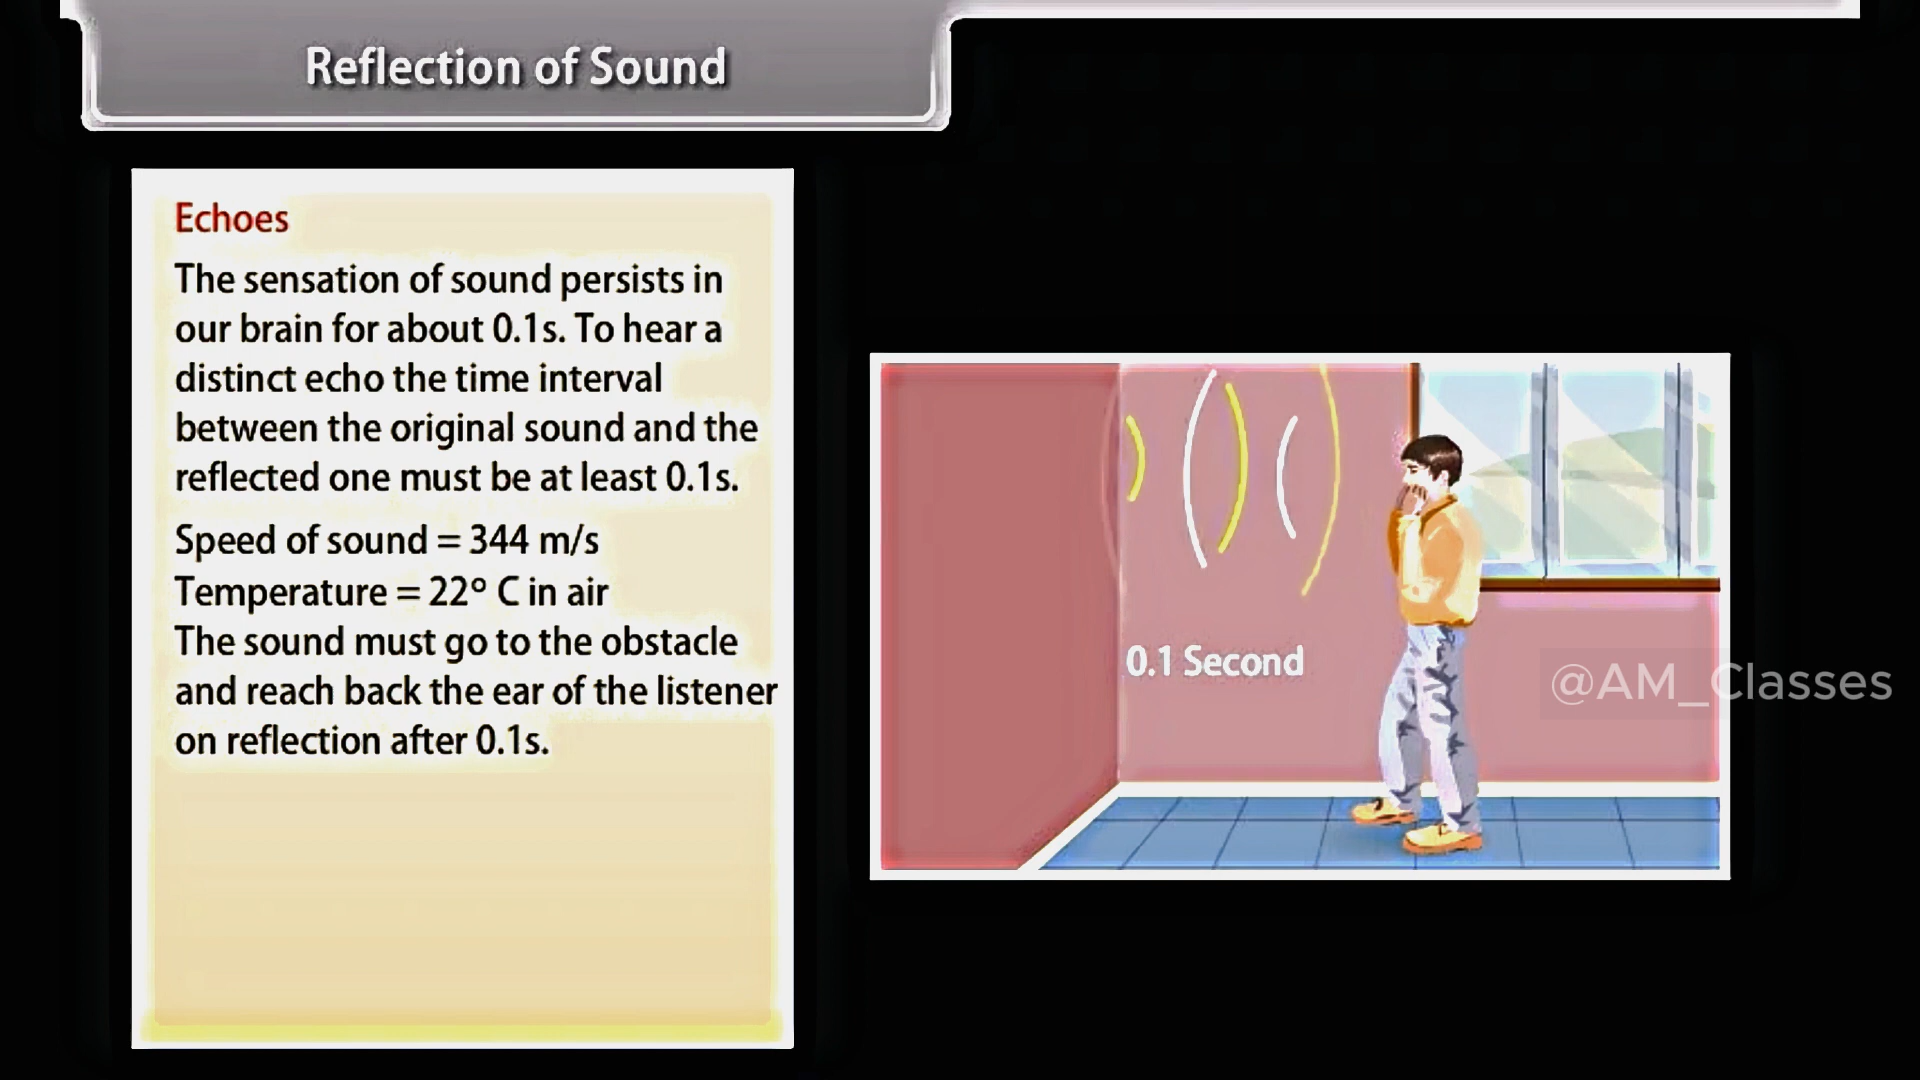 Reflection of Sound
Echoes
The sensation of sound persists in
our brain for about 0.1s. To hear a
distinct echo the time interval
between the original sound and the
reflected one must be at least 0.1s.
Speed of sound = 344 m/s
Temperature = 22º C in air
The sound must go to the obstacle
and reach back the ear of the listener
on reflection after 0.1s.
0.1 Second
@AM_Classes